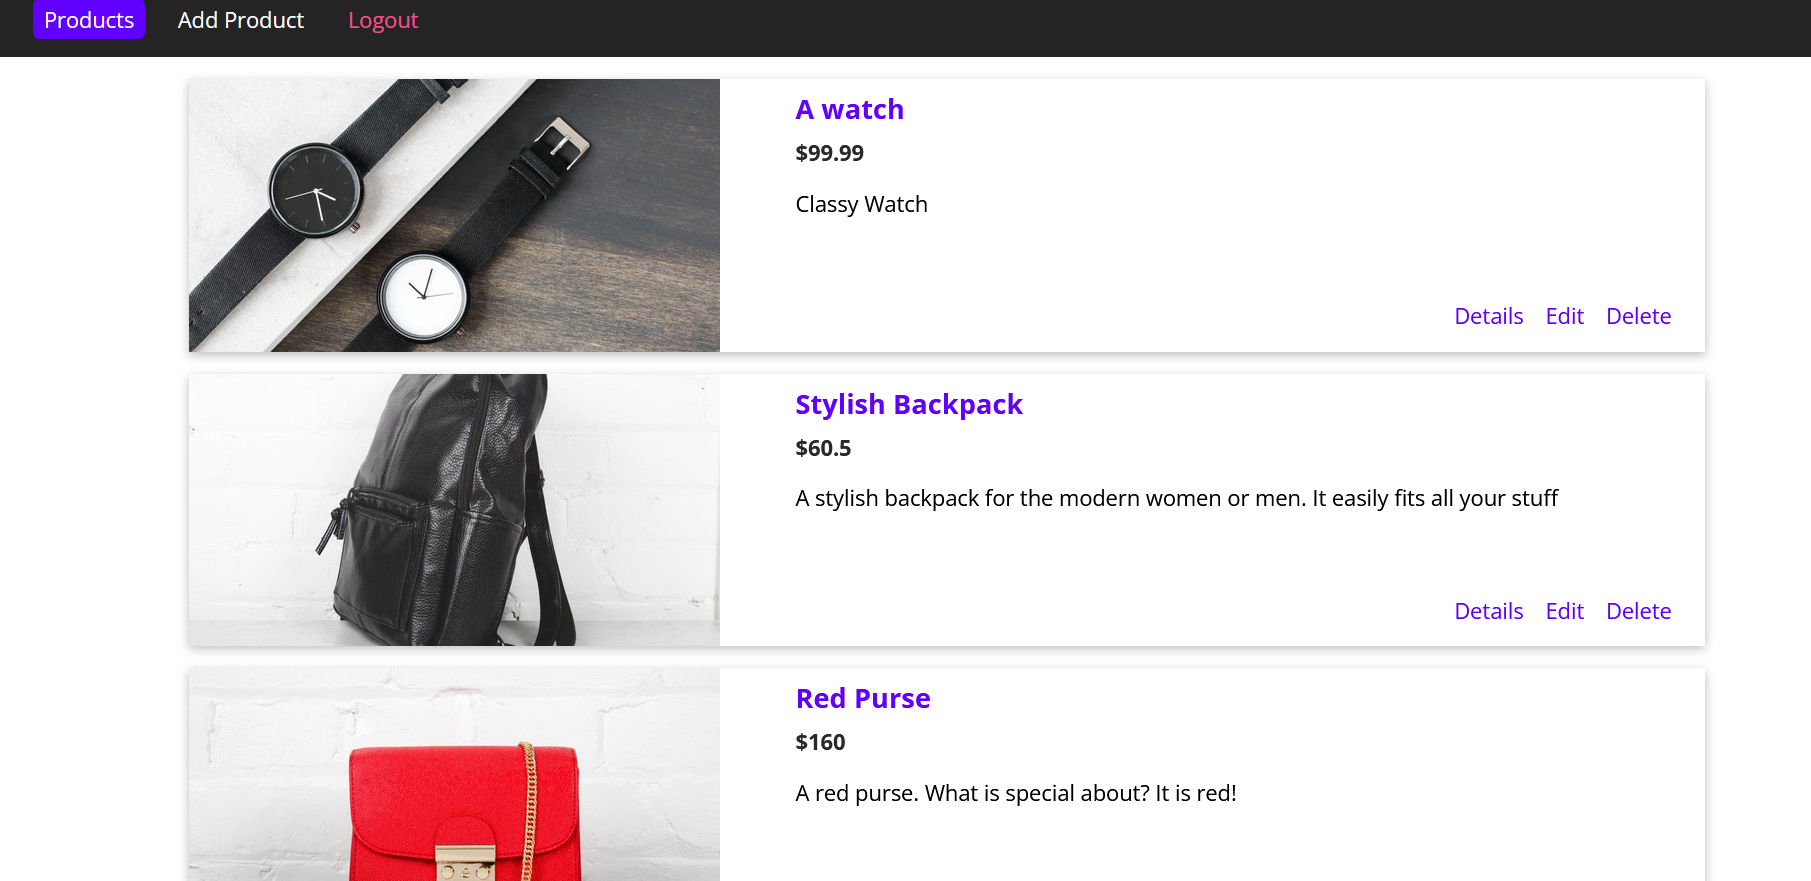 Products Add Product Logout
A watch
$99.99
Classy Watch
Details Edit Delete
Stylish Backpack
$60.5
A stylish backpack for the modern women or men. It easily fits all your stuff
Details Edit Delete
Red Purse
$160
A red purse. What is special about? It is red!